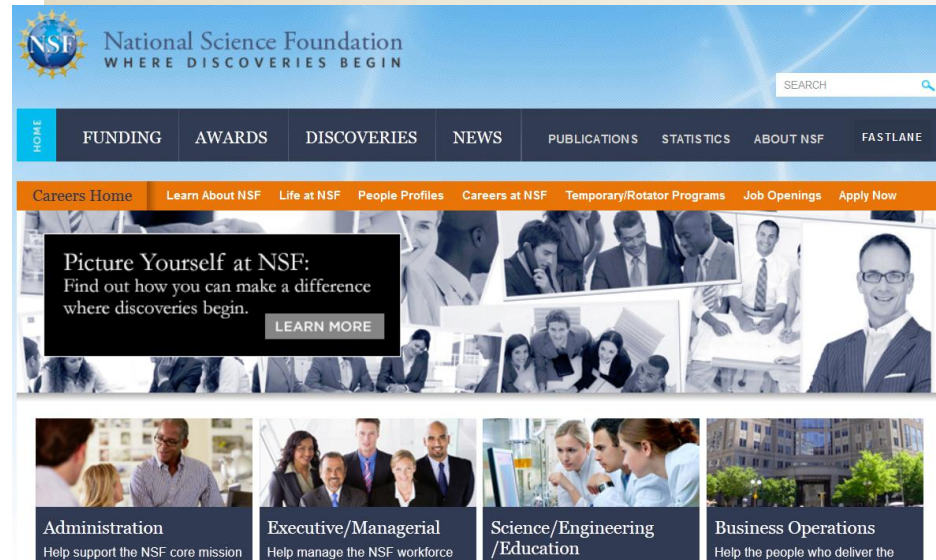 NSF
National Science Foundation
WHERE DISCOVERIES BEGIN
SEARCH
HOME
FUNDING AWARDS DISCOVERIES NEWS PUBLICATIONS STATISTICS ABOUT NSF FASTLANE
Careers Home Learn About NSF Life at NSF People Profiles Careers at NSF Temporary/Rotator Programs Job Openings Apply Now
Picture Yourself at NSF:
Find out how you can make a difference
where discoveries begin.
LEARN MORE
Administration
Help support the NSF core mission
Executive/Managerial
Help manage the NSF workforce
Science/Engineering
/Education
Business Operations
Help the people who deliver the